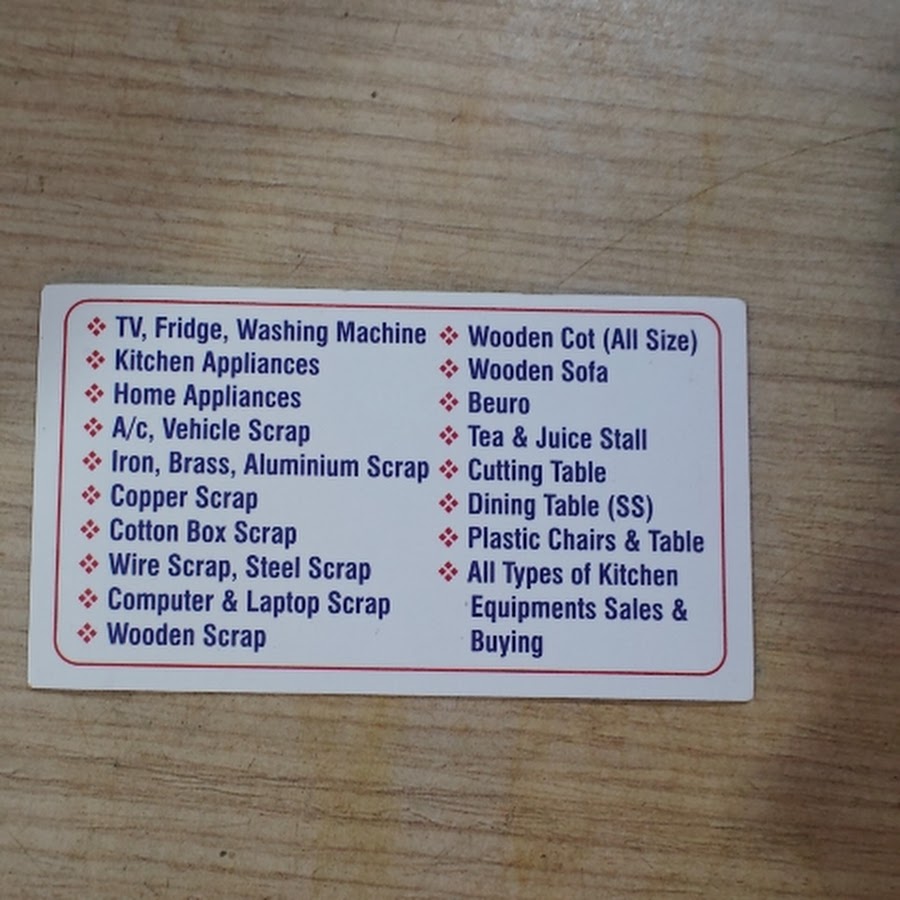 ❖ TV, Fridge, Washing Machine
❖ Kitchen Appliances
❖ Home Appliances
❖ A/c, Vehicle Scrap
❖ Iron, Brass, Aluminium Scrap
❖ Copper Scrap
❖ Cotton Box Scrap
❖ Wire Scrap, Steel Scrap
❖ Computer & Laptop Scrap
❖ Wooden Scrap
❖ Wooden Cot (All Size)
❖ Wooden Sofa
❖ Beuro
❖ Tea & Juice Stall
❖ Cutting Table
❖ Dining Table (SS)
❖ Plastic Chairs & Table
❖ All Types of Kitchen
Equipments Sales &
Buying